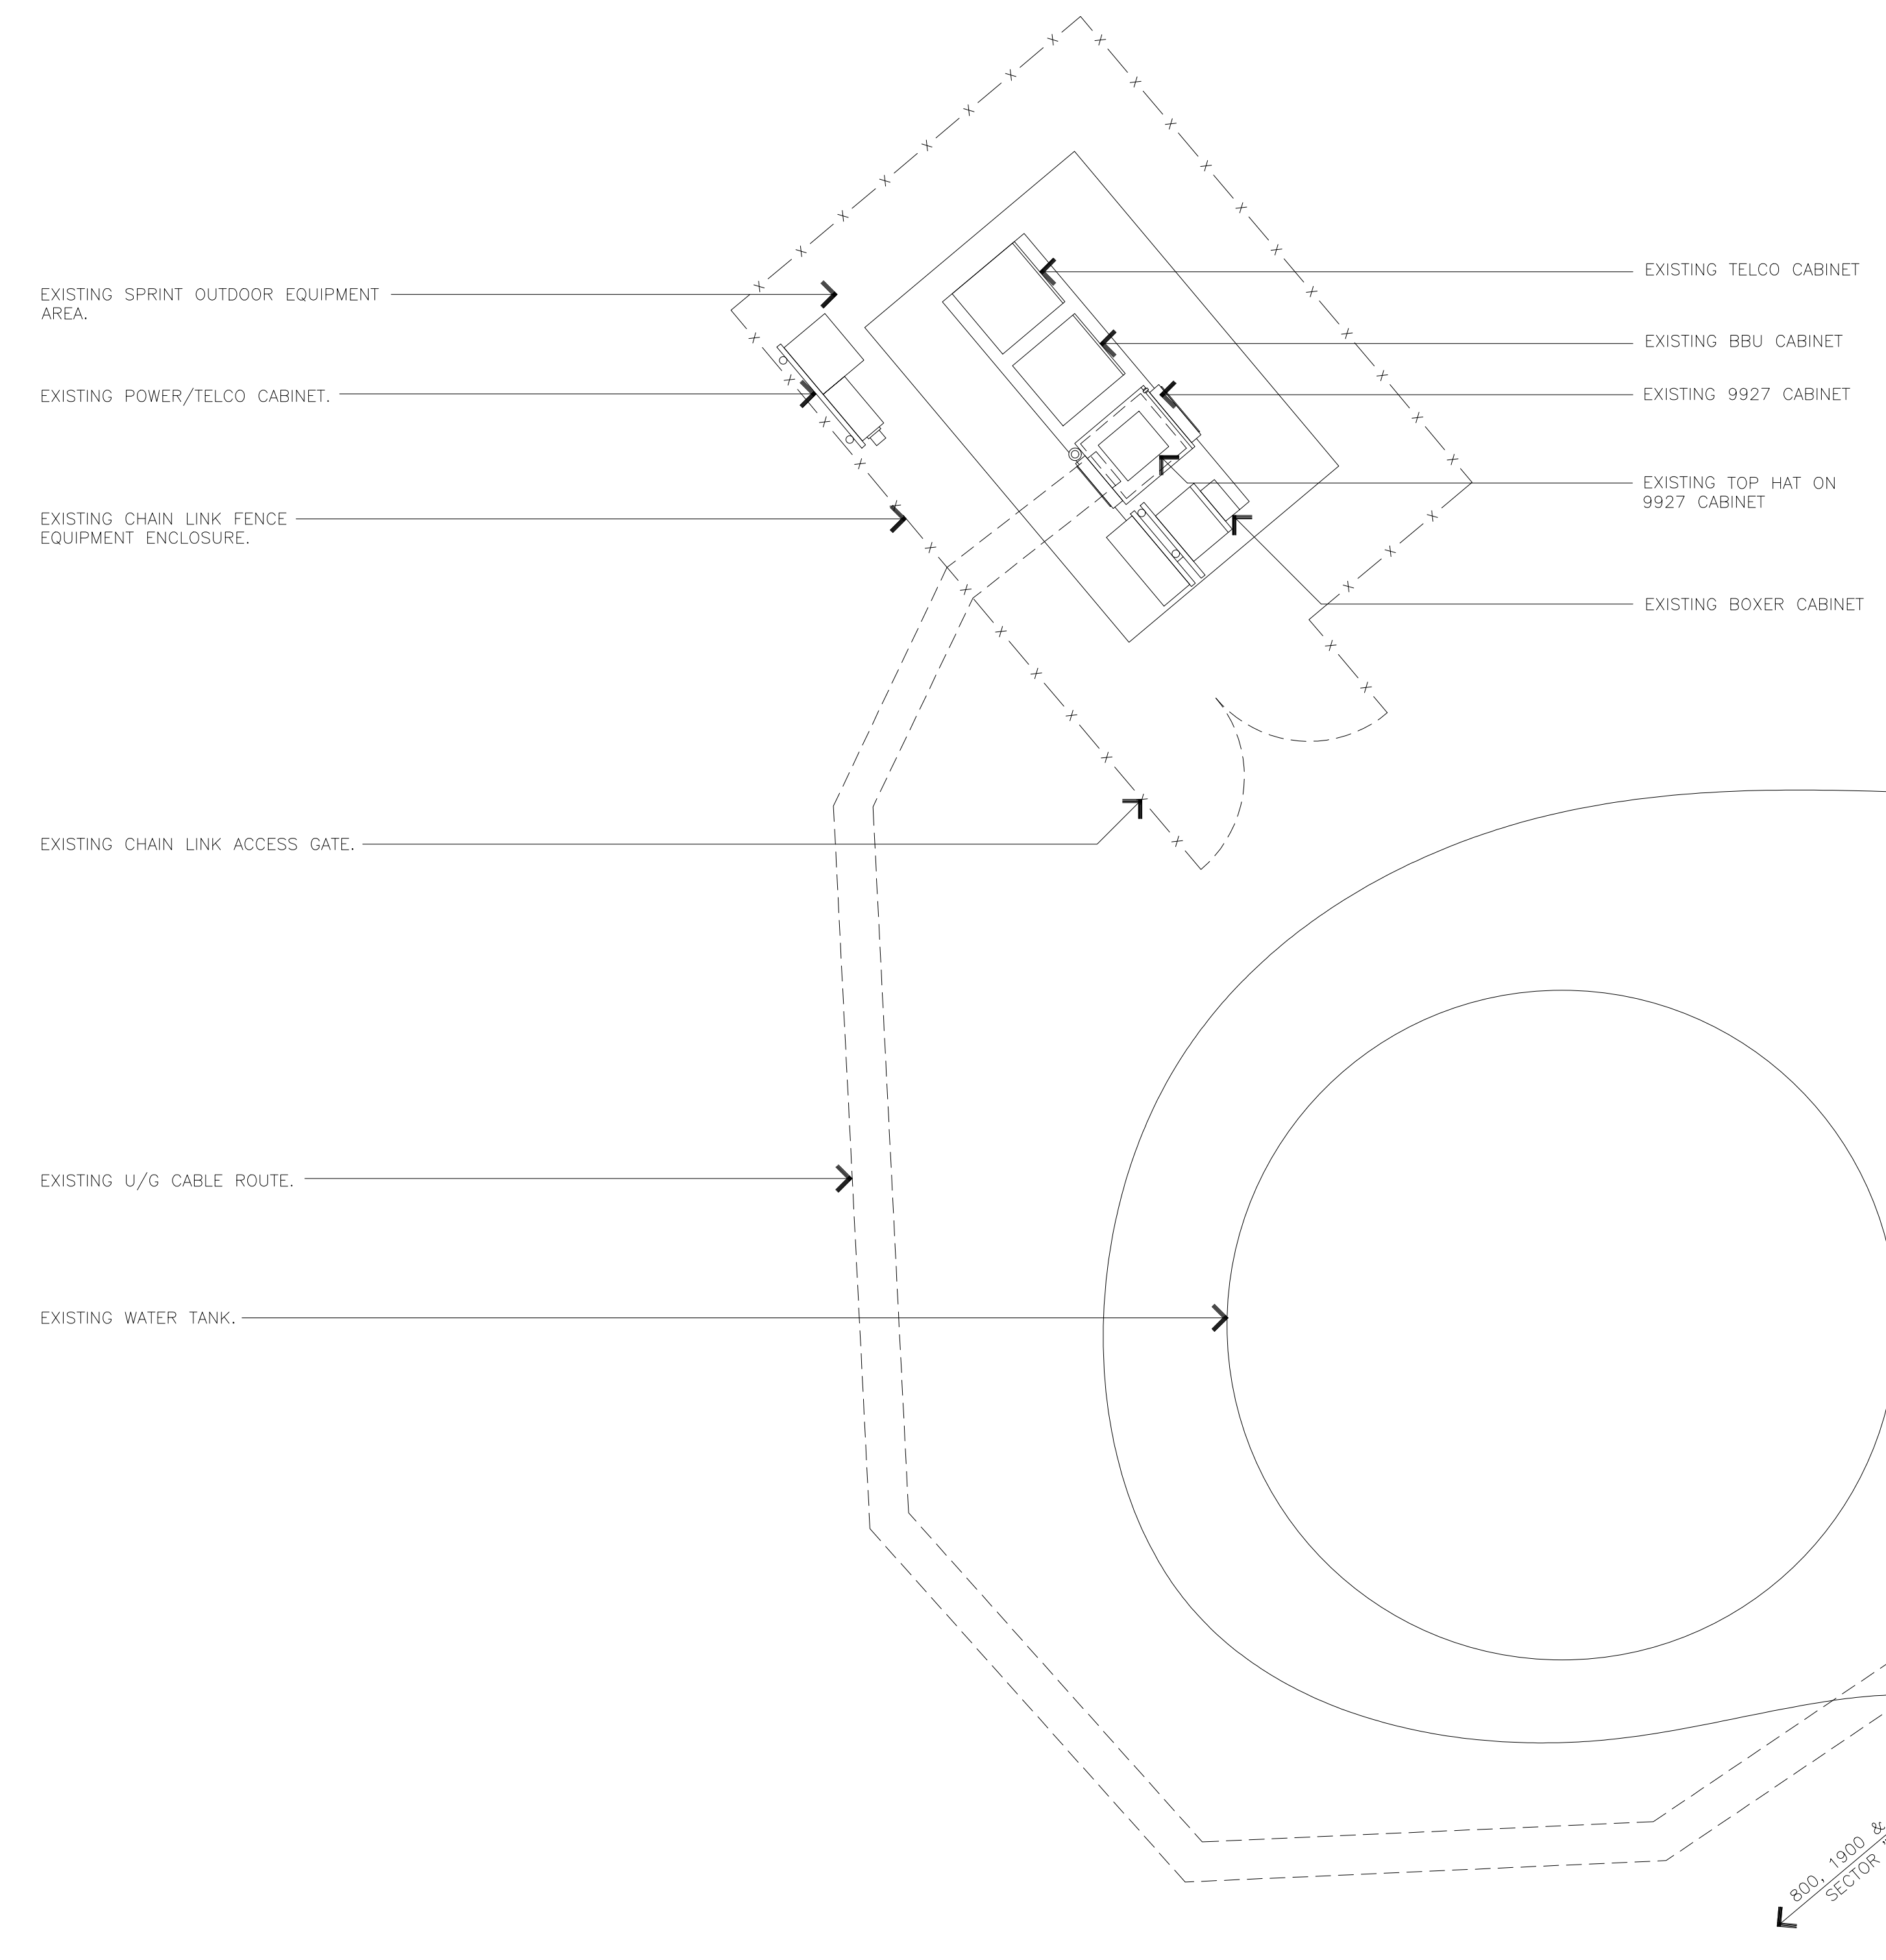 EXISTING TELCO CABINET
EXISTING SPRINT OUTDOOR EQUIPMENT
AREA.
EXISTING BBU CABINET
EXISTING POWER/TELCO CABINET.
EXISTING 9927 CABINET
EXISTING TOP HAT ON
9927 CABINET
EXISTING CHAIN LINK FENCE
EQUIPMENT ENCLOSURE.
EXISTING BOXER CABINET
EXISTING CHAIN LINK ACCESS GATE.
EXISTING U/G CABLE ROUTE.
EXISTING WATER TANK.
800, 1900 &
SECTOR